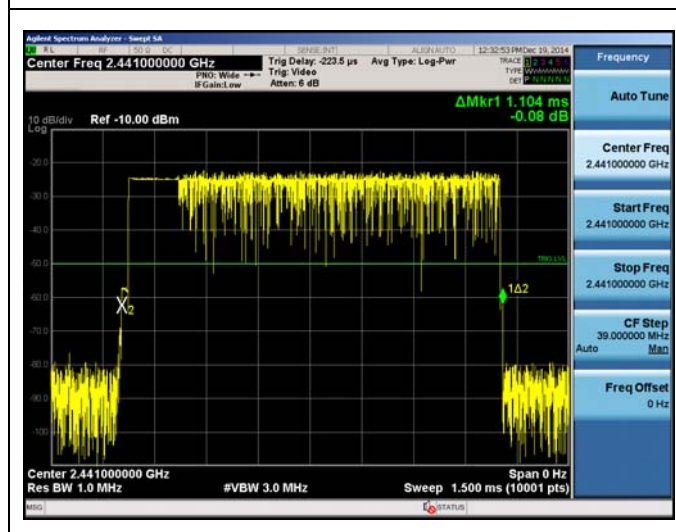 Agilent Spectrum Analyzer - Swept SA
RL RF 50 Ω DC SENSE:INT ALIGN AUTO 12:32:53 PM Dec 19, 2014
Center Freq 2.441000000 GHz
PNO: Wide
IFGain:Low
Trig Delay: -223.5 µs
Trig: Video
Atten: 6 dB
Avg Type: Log-Pwr
TRACE 1 2 3 4 5 6
TYPE
DET P N N N N N
ΔMkr1 1.104 ms
-0.08 dB
10 dB/div
Log
Ref -10.00 dBm
-20.0
-30.0
-40.0
-50.0
TRIG LVL
-60.0
1Δ2
2
-70.0
-80.0
-90.0
-100
Center 2.441000000 GHz
Span 0 Hz
Res BW 1.0 MHz
#VBW 3.0 MHz
Sweep 1.500 ms (10001 pts)
MSG
STATUS
Frequency
Auto Tune
Center Freq
2.441000000 GHz
Start Freq
2.441000000 GHz
Stop Freq
2.441000000 GHz
CF Step
39.000000 MHz
Auto Man
Freq Offset
0 Hz